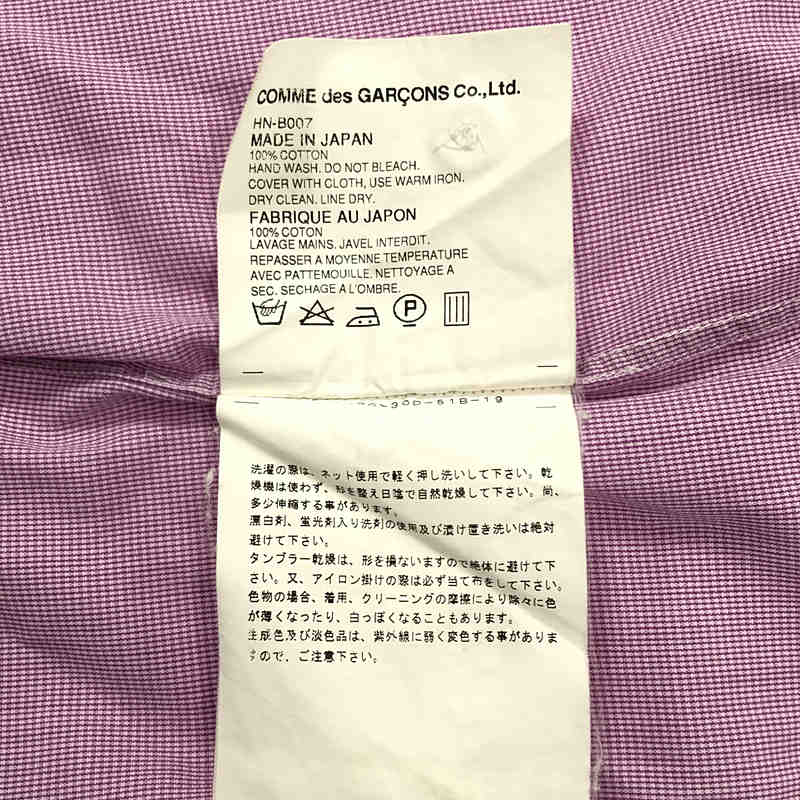 COMME des GARÇONS Co.,Ltd.
HN-B007
MADE IN JAPAN
100% COTTON
HAND WASH. DO NOT BLEACH.
COVER WITH CLOTH, USE WARM IRON.
DRY CLEAN. LINE DRY.
FABRIQUE AU JAPON
100% COTON
LAVAGE MAINS. JAVEL INTERDIT.
REPASSER A MOYENNE TEMPERATURE
AVEC PATTEMOUILLE. NETTOYAGE A
SEC. SECHAGE A L'OMBRE.
P
-51B-19
洗濯の際は、ネット使用で軽く押し洗いして下さい。乾
燥機は使わず、形を整え日陰で自然乾燥して下さい。尚、
多少伸縮する事があります。
漂白剤、蛍光剤入り洗剤の使用及び漬け置き洗いは絶対
避けて下さい。
タンブラー乾燥は、形を損ないますので絶体に避けて下
さい。又、アイロン掛けの際は必ず当て布をして下さい。
色物の場合、着用、クリーニングの摩擦により除々に色
が薄くなったり、白っぽくなることもあります。
生成色及び淡色品は、紫外線に弱く変色する事がありま
すので、ご注意下さい。